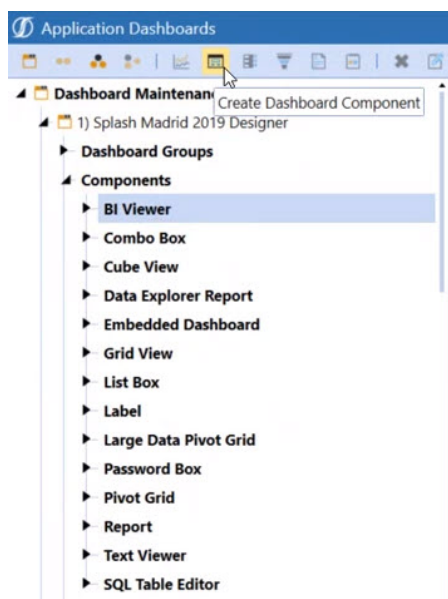 Application Dashboards
Dashboard Maintenan
Create Dashboard Component
1) Splash Madrid 2019 Designer
Dashboard Groups
Components
BI Viewer
Combo Box
Cube View
Data Explorer Report
Embedded Dashboard
Grid View
List Box
Label
Large Data Pivot Grid
Password Box
Pivot Grid
Report
Text Viewer
SQL Table Editor